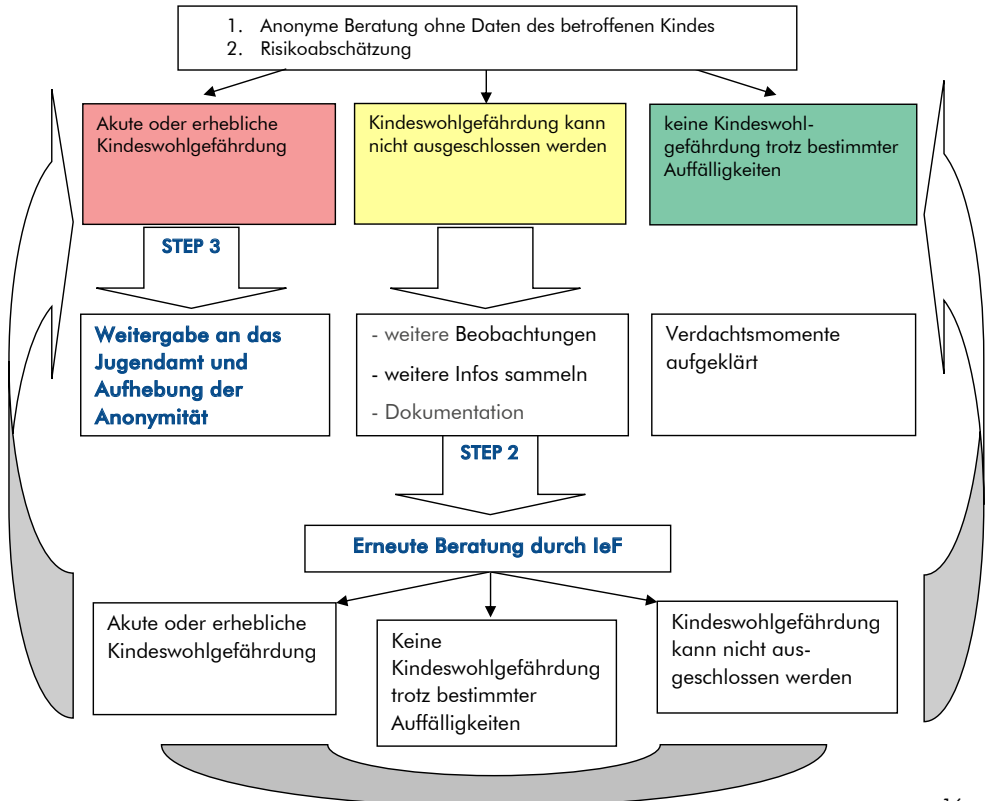 1. Anonyme Beratung ohne Daten des betroffenen Kindes
2. Risikoabschätzung
Akute oder erhebliche
Kindeswohlgefährdung
Kindeswohlgefährdung kann
nicht ausgeschlossen werden
keine Kindeswohl-
gefährdung trotz bestimmter
Auffälligkeiten
STEP 3
Weitergabe an das
Jugendamt und
Aufhebung der
Anonymität
- weitere Beobachtungen
- weitere Infos sammeln
- Dokumentation
Verdachtsmomente
aufgeklärt
STEP 2
Erneute Beratung durch IeF
Akute oder erhebliche
Kindeswohlgefährdung
Keine
Kindeswohlgefährdung
trotz bestimmter
Auffälligkeiten
Kindeswohlgefährdung
kann nicht aus-
geschlossen werden